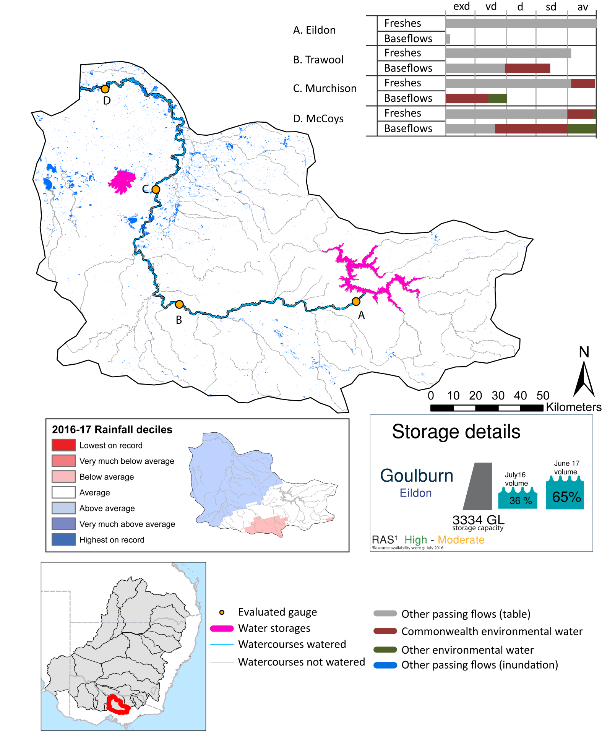 exd vd d sd av
A. Eildon
Freshes
Baseflows
B. Trawool
Freshes
Baseflows
C. Murchison
Freshes
Baseflows
D. McCoys
Freshes
Baseflows
D
C
B
A
N
0 10 20 30 40 50
Kilometers
2016-17 Rainfall deciles
Lowest on record
Very much below average
Below average
Average
Above average
Very much above average
Highest on record
Storage details
Goulburn
Eildon
3334 GL
storage capacity
July16
volume
36 %
June 17
volume
65%
RAS¹ High - Moderate
Evaluated gauge
Water storages
Watercourses watered
Watercourses not watered
Other passing flows (table)
Commonwealth environmental water
Other environmental water
Other passing flows (inundation)